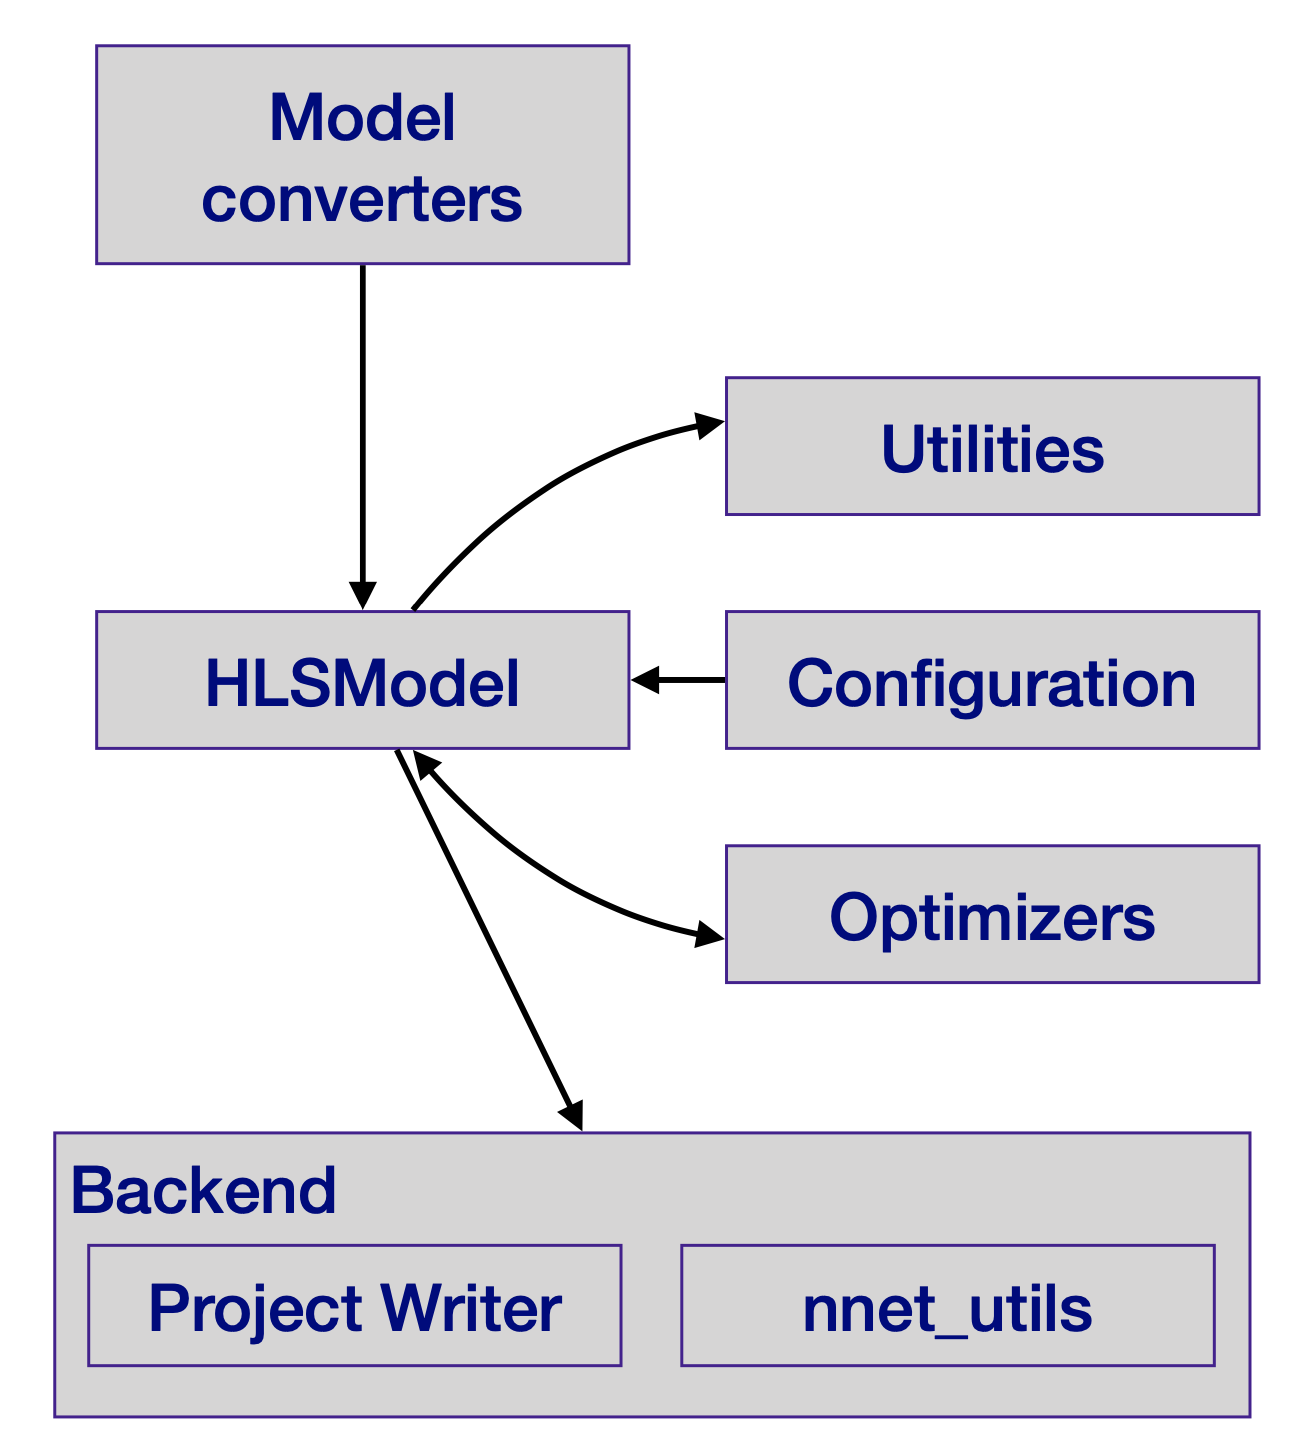 Model
converters
Utilities
HLSModel
Configuration
Optimizers
Backend
Project Writer
nnet_utils